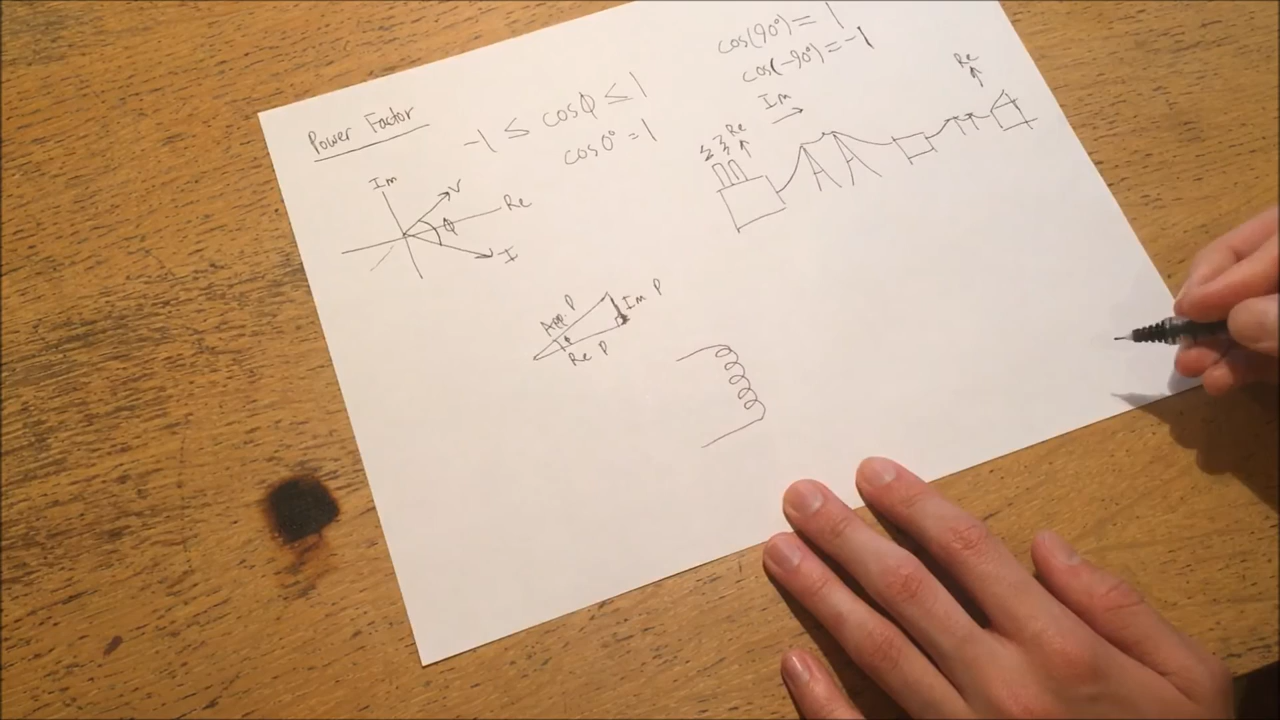 Power Factor
-1 ≤ cosϕ ≤ 1
cos0° = 1
cos(90°) = 1
cos(-90°) = -1
Im
Re
Re
Im
V
Re
ϕ
I
App. P
Im P
Re P